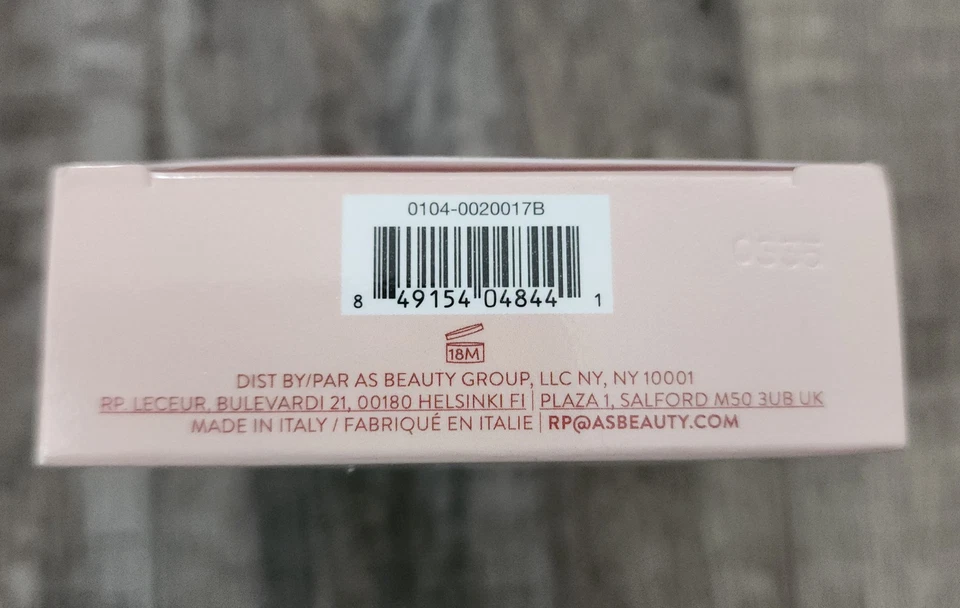 0104-0020017B
8 49154 04844 1
18M
DIST BY/PAR AS BEAUTY GROUP, LLC NY, NY 10001
RP. LECEUR, BULEVARDI 21, 00180 HELSINKI FI | PLAZA 1, SALFORD M50 3UB UK
MADE IN ITALY / FABRIQUÉ EN ITALIE | RP@ASBEAUTY.COM